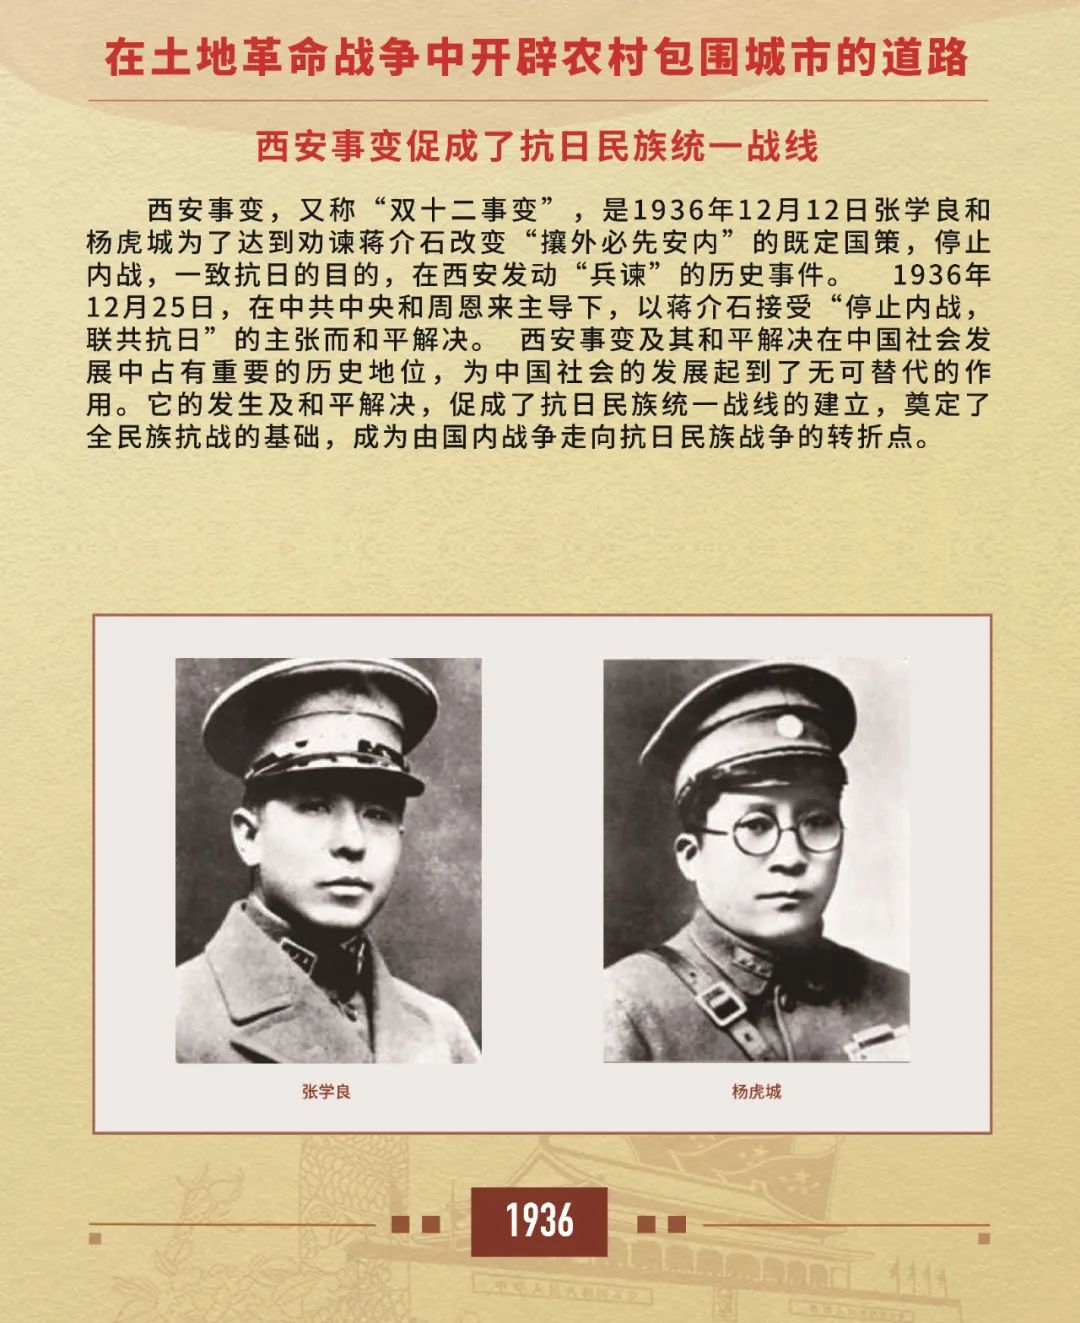 在土地革命战争中开辟农村包围城市的道路
西安事变促成了抗日民族统一战线
西安事变，又称“双十二事变”，是1936年12月12日张学良和
杨虎城为了达到劝谏蒋介石改变“攘外必先安内”的既定国策，停止
内战，一致抗日的目的，在西安发动“兵谏”的历史事件。 1936年
12月25日，在中共中央和周恩来主导下，以蒋介石接受“停止内战，
联共抗日”的主张而和平解决。 西安事变及其和平解决在中国社会发
展中占有重要的历史地位，为中国社会的发展起到了无可替代的作
用。它的发生及和平解决，促成了抗日民族统一战线的建立，奠定了
全民族抗战的基础，成为由国内战争走向抗日民族战争的转折点。
张学良
杨虎城
1936